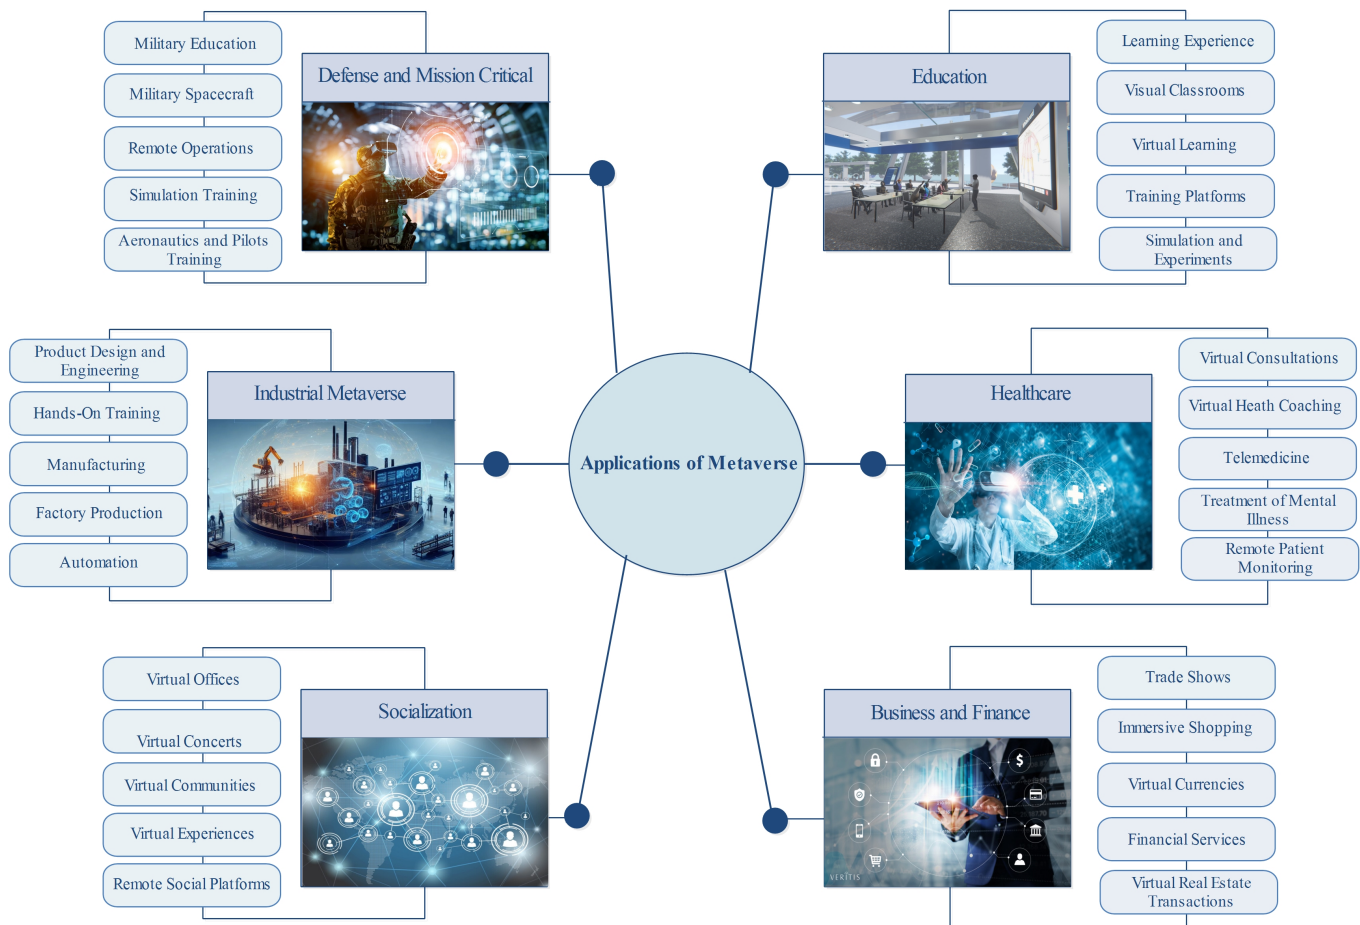 Military Education
Military Spacecraft
Remote Operations
Simulation Training
Aeronautics and Pilots
Training
Defense and Mission Critical
Education
Learning Experience
Visual Classrooms
Virtual Learning
Training Platforms
Simulation and
Experiments
Product Design and
Engineering
Hands-On Training
Manufacturing
Factory Production
Automation
Industrial Metaverse
Applications of Metaverse
Healthcare
Virtual Consultations
Virtual Heath Coaching
Telemedicine
Treatment of Mental
Illness
Remote Patient
Monitoring
Virtual Offices
Virtual Concerts
Virtual Communities
Virtual Experiences
Remote Social Platforms
Socialization
Business and Finance
$
VERITIS
Trade Shows
Immersive Shopping
Virtual Currencies
Financial Services
Virtual Real Estate
Transactions